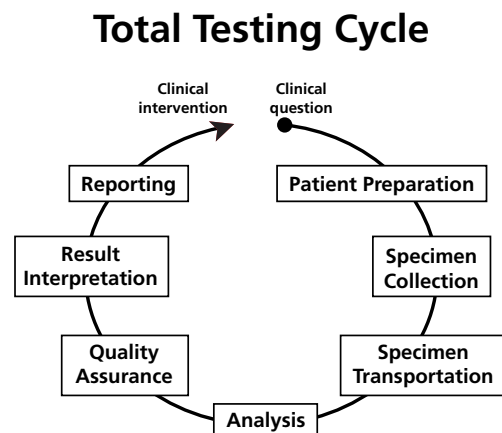 Total Testing Cycle
Clinical
intervention
Clinical
question
Patient Preparation
Specimen
Collection
Specimen
Transportation
Analysis
Quality
Assurance
Result
Interpretation
Reporting